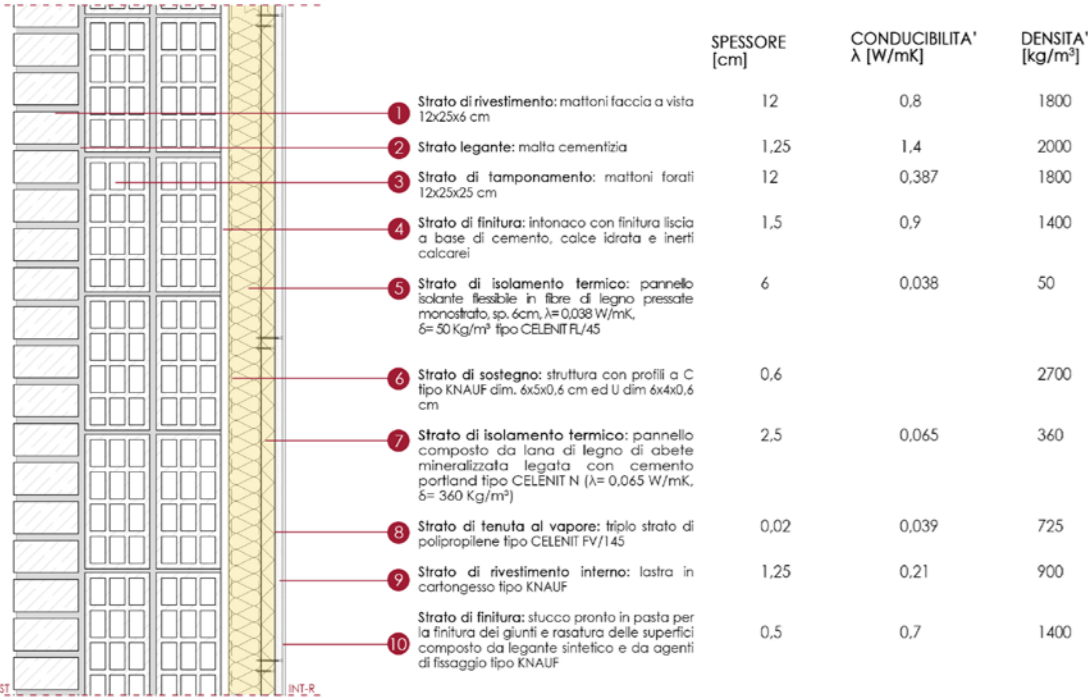 SPESSORE CONDUCIBILITA' DENSITA'
[cm] λ [W/mK] [kg/m³]
1 Strato di rivestimento: mattoni faccia a vista 12 0,8 1800
12x25x6 cm
2 Strato legante: malta cementizia 1,25 1,4 2000
3 Strato di tamponamento: mattoni forati 12 0,387 1800
12x25x25 cm
4 Strato di finitura: intonaco con finitura liscia 1,5 0,9 1400
a base di cemento, calce idrata e inerti
calcarei
5 Strato di isolamento termico: pannello 6 0,038 50
isolante flessibile in fibre di legno pressate
monostrato, sp. 6cm, λ= 0,038 W/mK,
δ= 50 Kg/m³ tipo CELENIT FL/45
6 Strato di sostegno: struttura con profili a C 0,6 2700
tipo KNAUF dim. 6x5x0,6 cm ed U dim 6x4x0,6
cm
7 Strato di isolamento termico: pannello 2,5 0,065 360
composto da lana di legno di abete
mineralizzata legata con cemento
portland tipo CELENIT N (λ= 0,065 W/mK,
δ= 360 Kg/m³)
8 Strato di tenuta al vapore: triplo strato di 0,02 0,039 725
polipropilene tipo CELENIT FV/145
9 Strato di rivestimento interno: lastra in 1,25 0,21 900
cartongesso tipo KNAUF
Strato di finitura: stucco pronto in pasta per
la finitura dei giunti e rasatura delle superfici 0,5 0,7 1400
10 composto da legante sintetico e da agenti
di fissaggio tipo KNAUF
ST INT-R